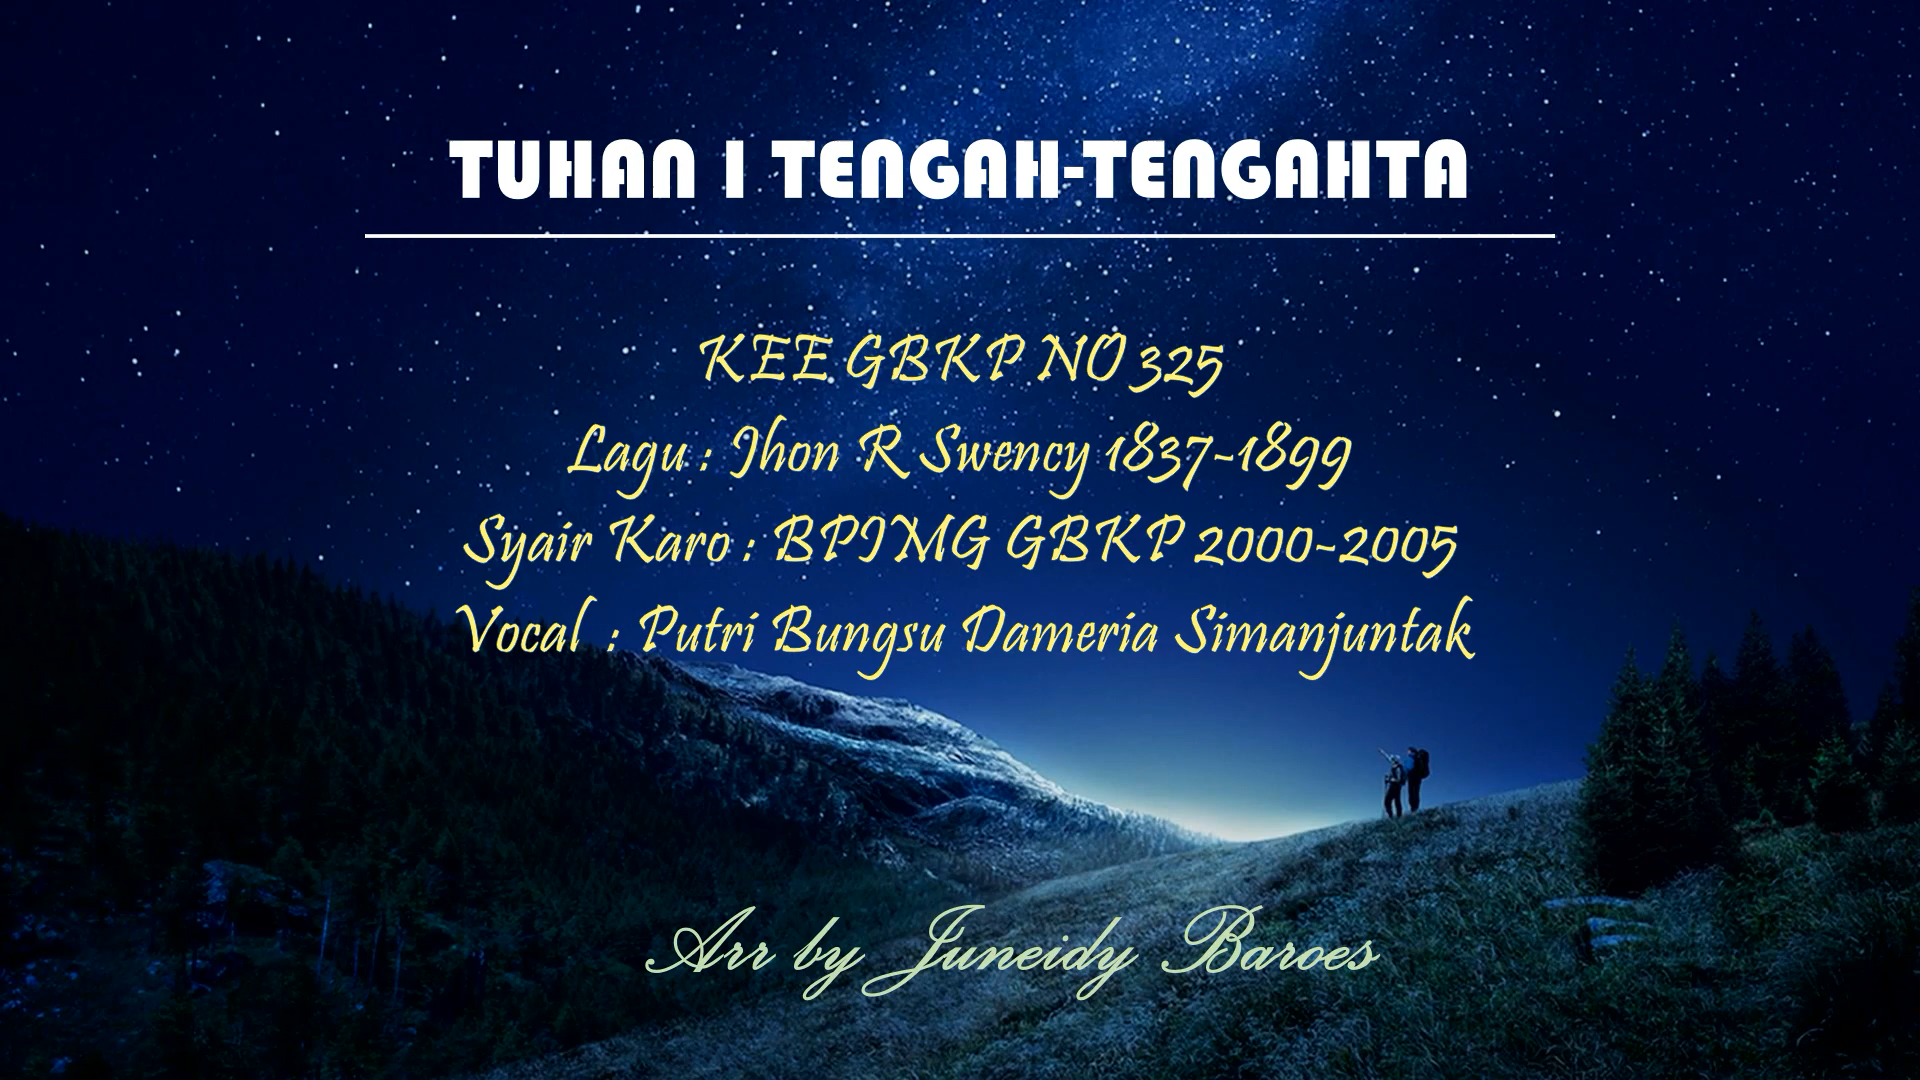 TUHAN I TENGAH-TENGAHTA
KEE GBKP NO 325
Lagu : Jhon R Swency 1837-1899
Syair Karo : BPIMG GBKP 2000-2005
Vocal : Putri Bungsu Dameria Simanjuntak
Arr by Juneidy Baroes